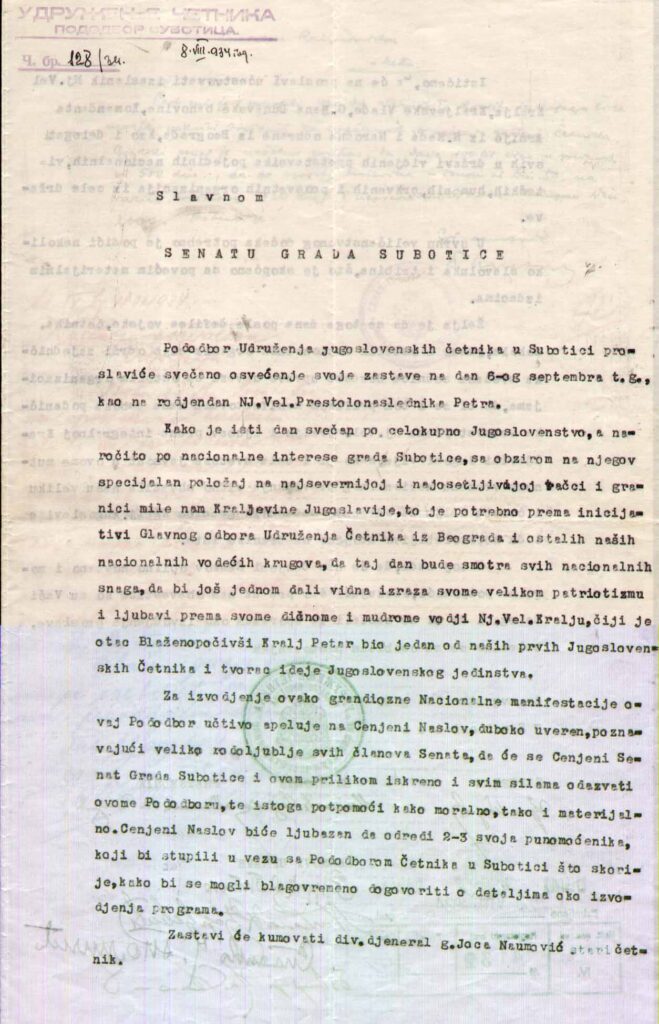 УДРУЖЕЊЕ ЧЕТНИКА
ПОДОДБОР СУБОТИЦА.
Ч. бр. 128/34.
8.VIII.934 год.
Slavnom
SENATU GRADA SUBOTICE
Pododbor Udruženja jugoslovenskih četnika u Subotici pro-
slaviće svečano osvećenje svoje zastave na dan 6-og septembra t.g.,
kao na rodjendan NJ.Vel.Prestolonaslednika Petra.
Kako je isti dan svečan po celokupno Jugoslovenstvo,a na-
ročito po nacionalne interese grada Subotice,sa obzirom na njegov
specijalan položaj na najsevernijoj i najosetljivijoj tačci i gra-
nici mile nam Kraljevine Jugoslavije,to je potrebno prema inicija-
tivi Glavnog odbora Udruženja Četnika iz Beograda i ostalih naših
nacionalnih vodećih krugova,da taj dan bude smotra svih nacionalnih
snaga,da bi još jednom dali vidna izraza svome velikom patriotizmu
i ljubavi prema svome dičnome i mudrome vodji Nj.Vel.Kralju,čiji je
otac Blaženopočivši Kralj Petar bio jedan od naših prvih Jugosloven-
skih Četnika i tvorac ideje Jugoslovenskog jedinstva.
Za izvodjenje ovako grandiozne Nacionalne manifestacije o-
vaj Pododbor učtivo apeluje na Cenjeni Naslov,duboko uveren,pozna-
vajući veliko rodoljublje svih članova Senata,da će se Cenjeni Se-
nat Grada Subotice i ovom prilikom iskreno i svim silama odazvati
ovome Pododboru,te istoga potpomoći kako moralno,tako i materijal-
no.Cenjeni Naslov biće ljubazan da odredi 2-3 svoja punomoćenika,
koji bi stupili u vezu sa Pododborom Četnika u Subotici što skori-
je,kako bi se mogli blagovremeno dogovoriti o detaljima oko izvo-
djenja programa.
Zastavi će kumovati div.djeneral g.Joca Naumović stari čet-
nik.